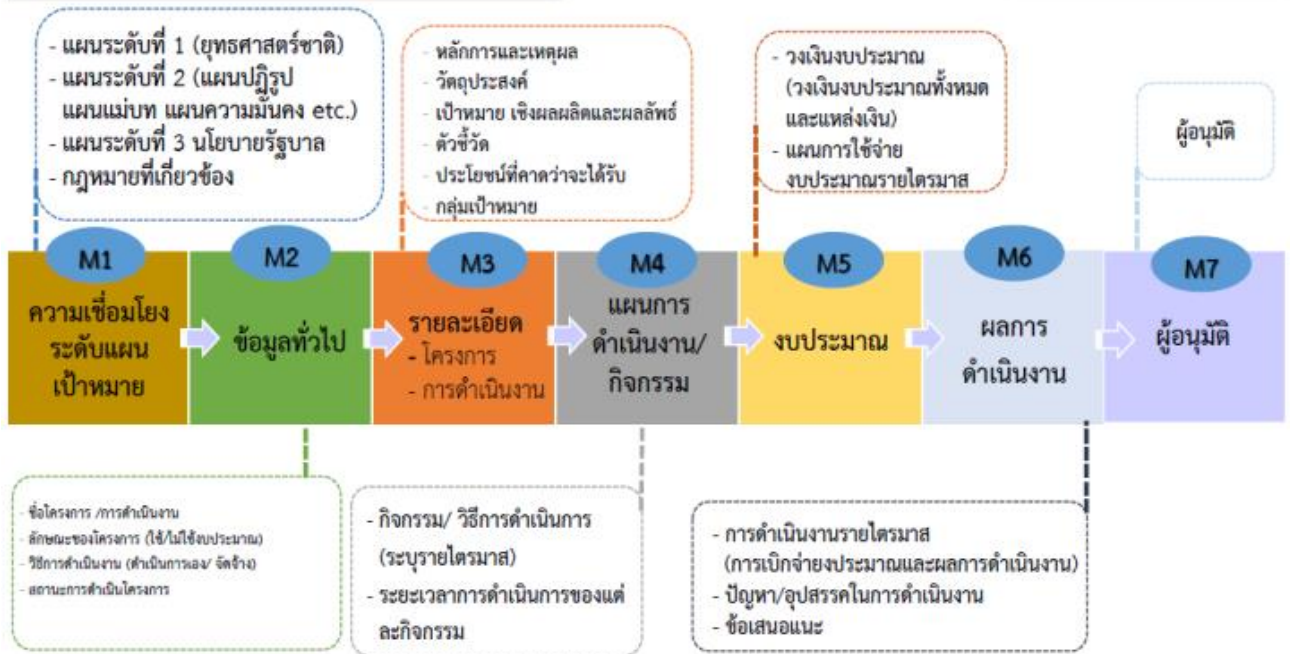 - แผนระดับที่ 1 (ยุทธศาสตร์ชาติ)
- แผนระดับที่ 2 (แผนปฏิรูป
แผนแม่บท แผนความมั่นคง etc.)
- แผนระดับที่ 3 นโยบายรัฐบาล
- กฎหมายที่เกี่ยวข้อง
- หลักการและเหตุผล
- วัตถุประสงค์
- เป้าหมาย เชิงผลผลิตและผลลัพธ์
- ตัวชี้วัด
- ประโยชน์ที่คาดว่าจะได้รับ
- กลุ่มเป้าหมาย
- วงเงินงบประมาณ
(วงเงินงบประมาณทั้งหมด
และแหล่งเงิน)
- แผนการใช้จ่าย
งบประมาณรายไตรมาส
ผู้อนุมัติ
M1
ความเชื่อมโยง
ระดับแผน
เป้าหมาย
M2
ข้อมูลทั่วไป
M3
รายละเอียด
- โครงการ
- การดำเนินงาน
M4
แผนการ
ดำเนินงาน/
กิจกรรม
M5
งบประมาณ
M6
ผลการ
ดำเนินงาน
M7
ผู้อนุมัติ
- ชื่อโครงการ /การดำเนินงาน
- ลักษณะของโครงการ (ใช้/ไม่ใช้งบประมาณ)
- วิธีการดำเนินงาน (ดำเนินการเอง/ จัดจ้าง)
- สถานะการดำเนินโครงการ
- กิจกรรม/ วิธีการดำเนินการ
(ระบุรายไตรมาส)
- ระยะเวลาการดำเนินการของแต่
ละกิจกรรม
- การดำเนินงานรายไตรมาส
(การเบิกจ่ายงบประมาณและผลการดำเนินงาน)
- ปัญหา/อุปสรรคในการดำเนินงาน
- ข้อเสนอแนะ